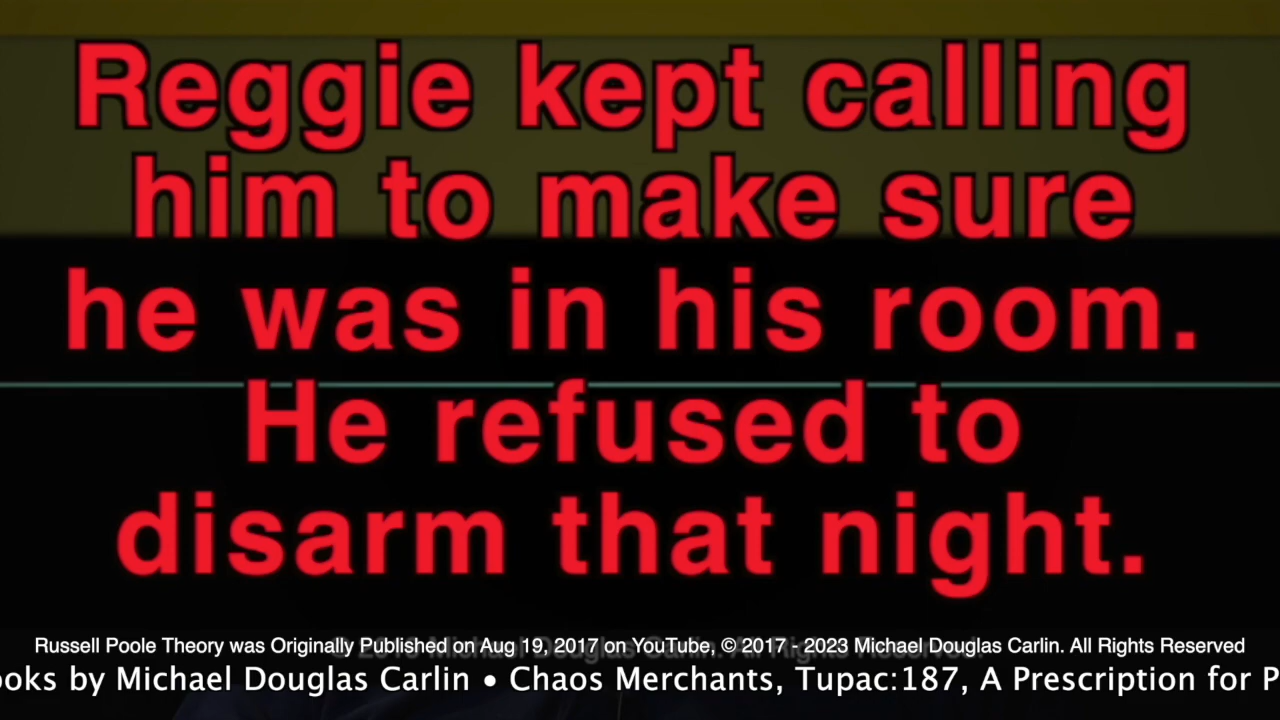 Reggie kept calling
him to make sure
he was in his room.
He refused to
disarm that night.
Russell Poole Theory was Originally Published on Aug 19, 2017 on YouTube, © 2017 - 2023 Michael Douglas Carlin. All Rights Reserved
ooks by Michael Douglas Carlin • Chaos Merchants, Tupac:187, A Prescription for P